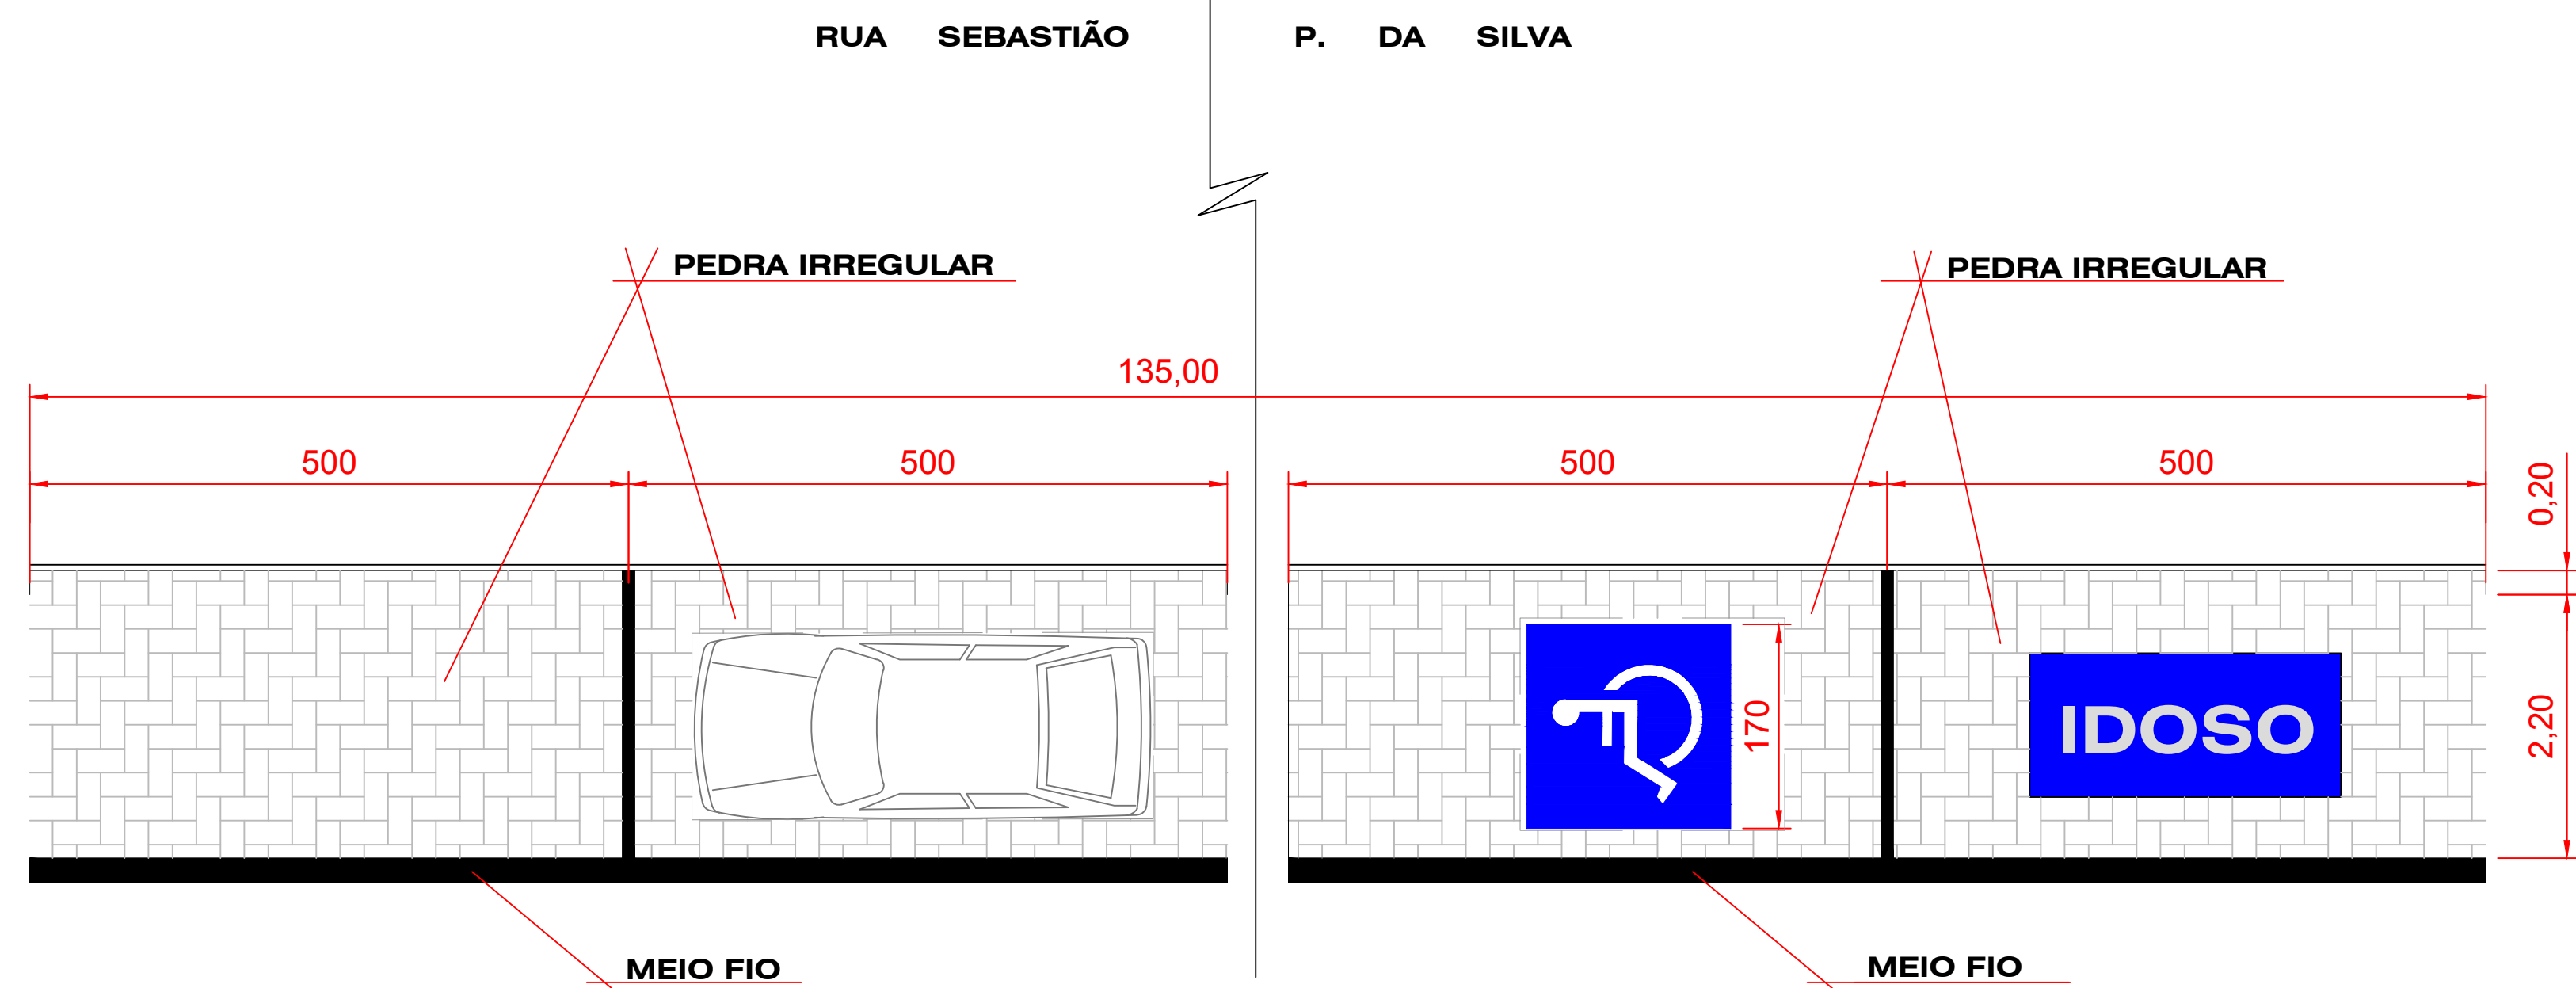 RUA SEBASTIÃO P. DA SILVA
PEDRA IRREGULAR
PEDRA IRREGULAR
135,00
500
500
500
500
0,20
170
IDOSO
2,20
MEIO FIO
MEIO FIO